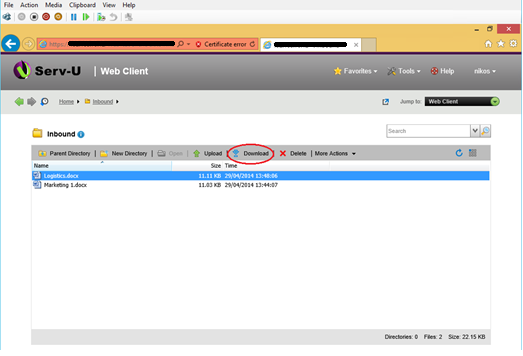 File Action Media Clipboard View Help
https Certificate error
Serv-U | Web Client
Favorites Tools Help nikos
Home Inbound Jump to: Web Client
Inbound Search
Parent Directory New Directory Open Upload Download Delete More Actions
Name Size Time
Logistics.docx 11.11 KB 29/04/2014 13:48:06
Marketing 1.docx 11.03 KB 29/04/2014 13:44:07
Directories: 0 Files: 2 Size: 22.15 KB